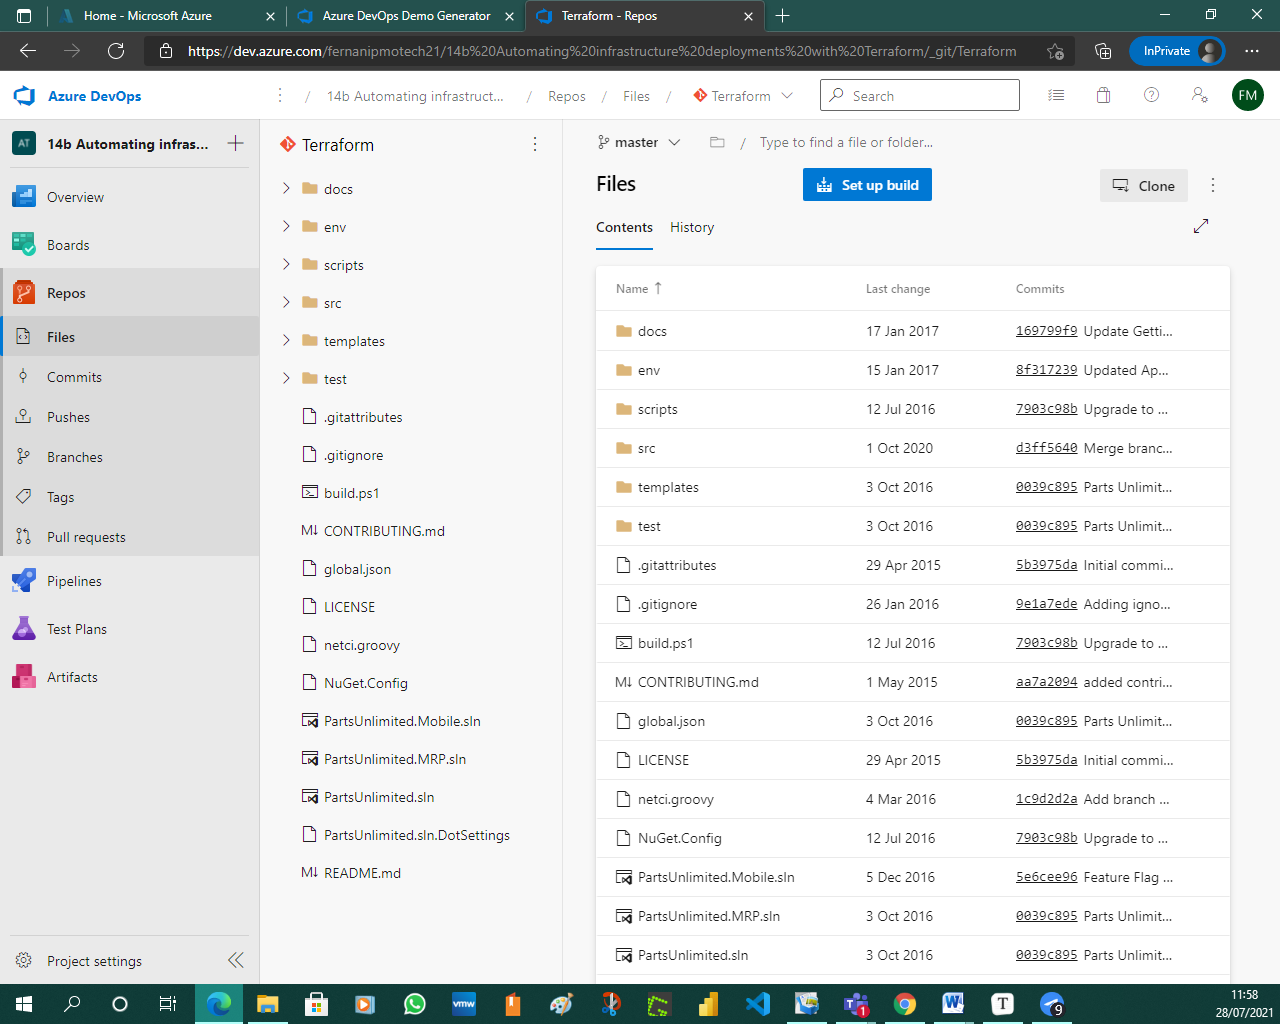 Home - Microsoft Azure
Azure DevOps Demo Generator
Terraform - Repos
https://dev.azure.com/fernanipmotech21/14b%20Automating%20infrastructure%20deployments%20with%20Terraform/_git/Terraform
InPrivate
Azure DevOps
/ 14b Automating infrastruct... / Repos / Files / Terraform
Search
FM
AT 14b Automating infras...
Overview
Boards
Repos
Files
Commits
Pushes
Branches
Tags
Pull requests
Pipelines
Test Plans
Artifacts
Project settings
Terraform
docs
env
scripts
src
templates
test
.gitattributes
.gitignore
build.ps1
M↓ CONTRIBUTING.md
global.json
LICENSE
netci.groovy
NuGet.Config
PartsUnlimited.Mobile.sln
PartsUnlimited.MRP.sln
PartsUnlimited.sln
PartsUnlimited.sln.DotSettings
M↓ README.md
master / Type to find a file or folder...
Files
Set up build
Clone
Contents History
Name ↑ Last change Commits
docs 17 Jan 2017 169799f9 Update Getti...
env 15 Jan 2017 8f317239 Updated Ap...
scripts 12 Jul 2016 7903c98b Upgrade to ...
src 1 Oct 2020 d3ff5640 Merge branc...
templates 3 Oct 2016 0039c895 Parts Unlimit...
test 3 Oct 2016 0039c895 Parts Unlimit...
.gitattributes 29 Apr 2015 5b3975da Initial commi...
.gitignore 26 Jan 2016 9e1a7ede Adding igno...
build.ps1 12 Jul 2016 7903c98b Upgrade to ...
M↓ CONTRIBUTING.md 1 May 2015 aa7a2094 added contri...
global.json 3 Oct 2016 0039c895 Parts Unlimit...
LICENSE 29 Apr 2015 5b3975da Initial commi...
netci.groovy 4 Mar 2016 1c9d2d2a Add branch ...
NuGet.Config 12 Jul 2016 7903c98b Upgrade to ...
PartsUnlimited.Mobile.sln 5 Dec 2016 5e6cee96 Feature Flag ...
PartsUnlimited.MRP.sln 3 Oct 2016 0039c895 Parts Unlimit...
PartsUnlimited.sln 3 Oct 2016 0039c895 Parts Unlimit...
vmw
1
W
T
9
11:58
28/07/2021